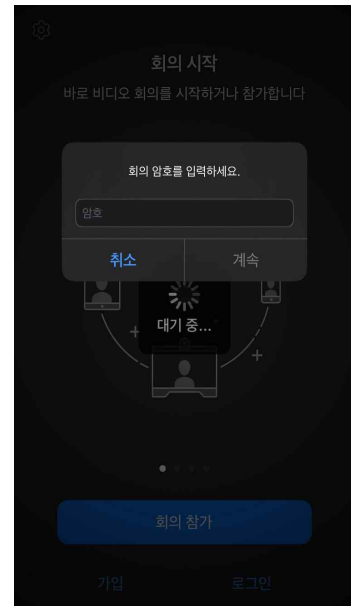 회의 시작
바로 비디오 회의를 시작하거나 참가합니다
회의 암호를 입력하세요.
암호
취소
계속
대기 중...
회의 참가
가입
로그인